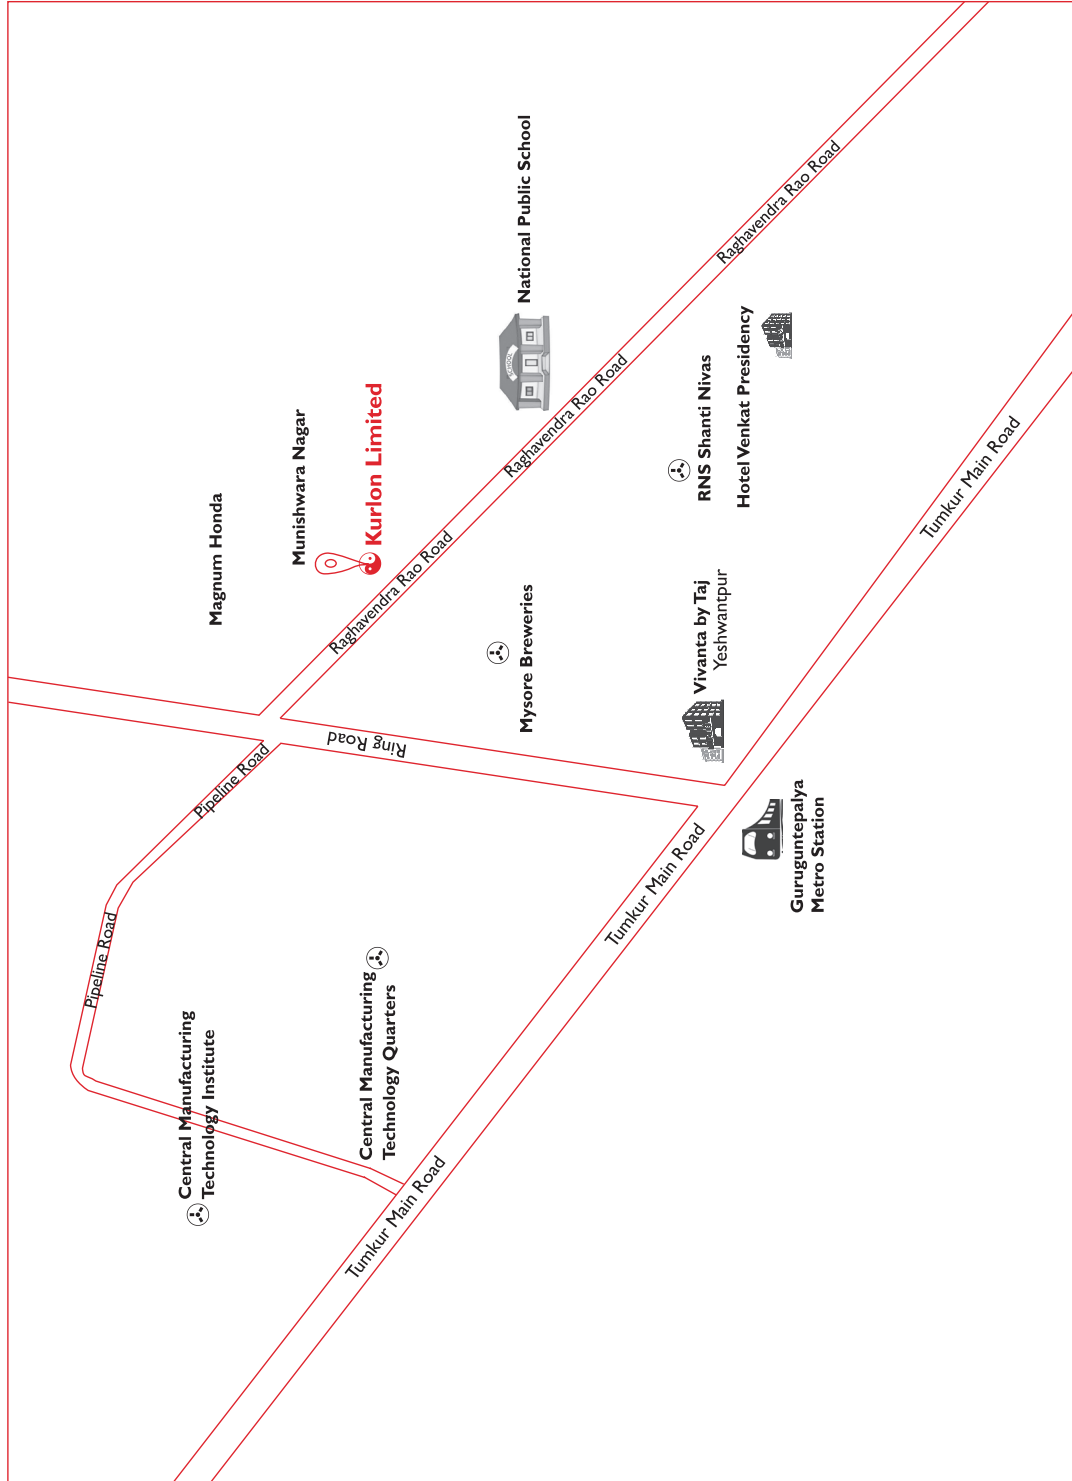 Pipeline Road
Central Manufacturing
Technology Institute
Magnum Honda
Pipeline Road
Munishwara Nagar
Central Manufacturing
Technology Quarters
Ring Road
Kurlon Limited
Raghavendra Rao Road
Tumkur Main Road
SCHOOL
National Public School
Mysore Breweries
Raghavendra Rao Road
Tumkur Main Road
Vivanta by Taj
Yeshwantpur
RNS Shanti Nivas
Hotel Venkat Presidency
Raghavendra Rao Road
Guruguntepalya
Metro Station
Tumkur Main Road